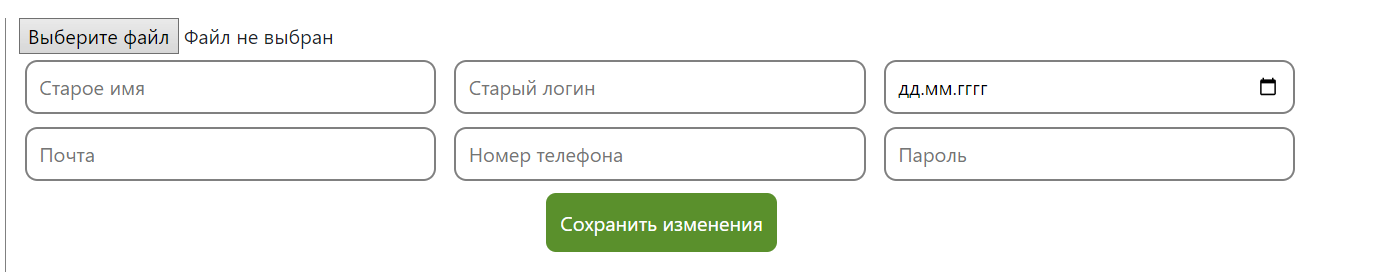 Выберите файл Файл не выбран
Старое имя Старый логин дд.мм.гггг
Почта Номер телефона Пароль
Сохранить изменения